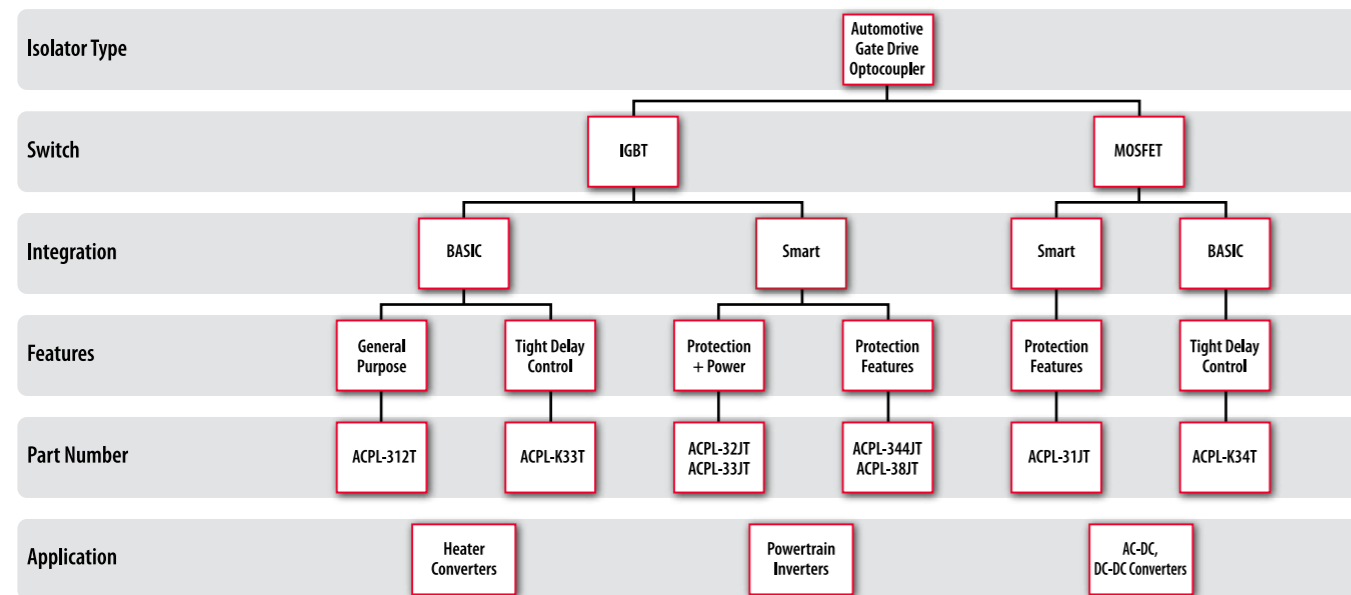 Isolator Type
Automotive
Gate Drive
Optocoupler
Switch
IGBT
MOSFET
Integration
BASIC
Smart
Smart
BASIC
Features
General
Purpose
Tight Delay
Control
Protection
+ Power
Protection
Features
Protection
Features
Tight Delay
Control
Part Number
ACPL-312T
ACPL-K33T
ACPL-32JT
ACPL-33JT
ACPL-344JT
ACPL-38JT
ACPL-31JT
ACPL-K34T
Application
Heater
Converters
Powertrain
Inverters
AC-DC,
DC-DC Converters